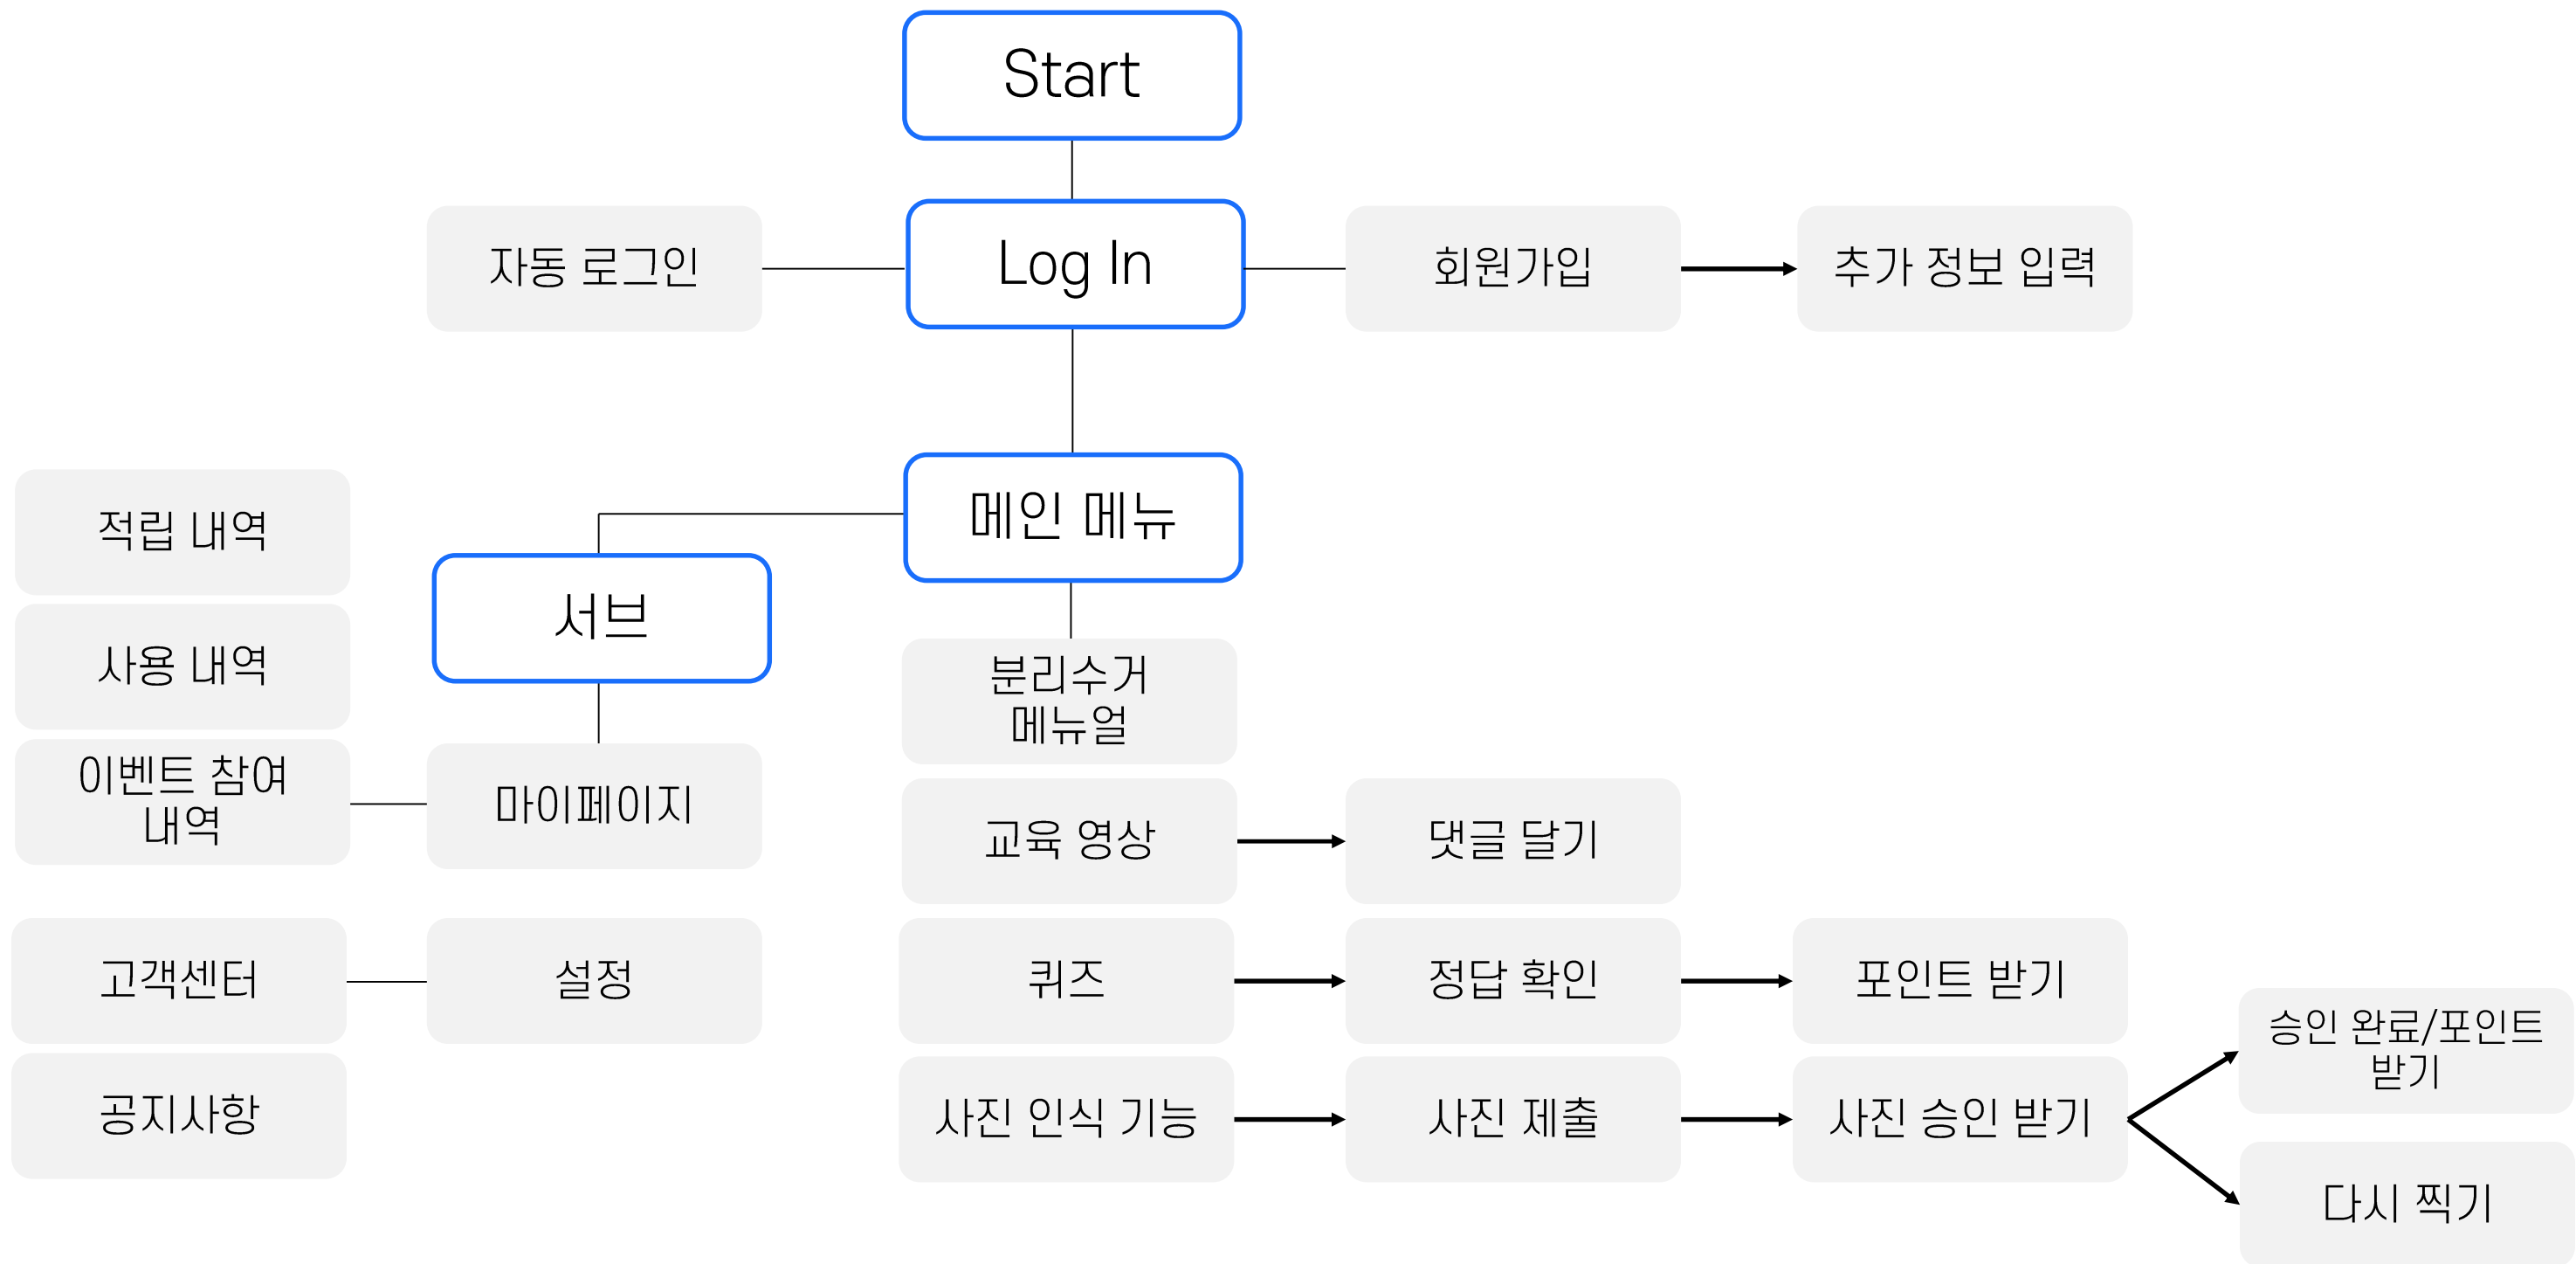 Start
자동 로그인
Log In
회원가입
추가 정보 입력
메인 메뉴
서브
적립 내역
사용 내역
이벤트 참여
내역
마이페이지
고객센터
설정
공지사항
분리수거
메뉴얼
교육 영상
댓글 달기
퀴즈
정답 확인
포인트 받기
사진 인식 기능
사진 제출
사진 승인 받기
승인 완료/포인트
받기
다시 찍기